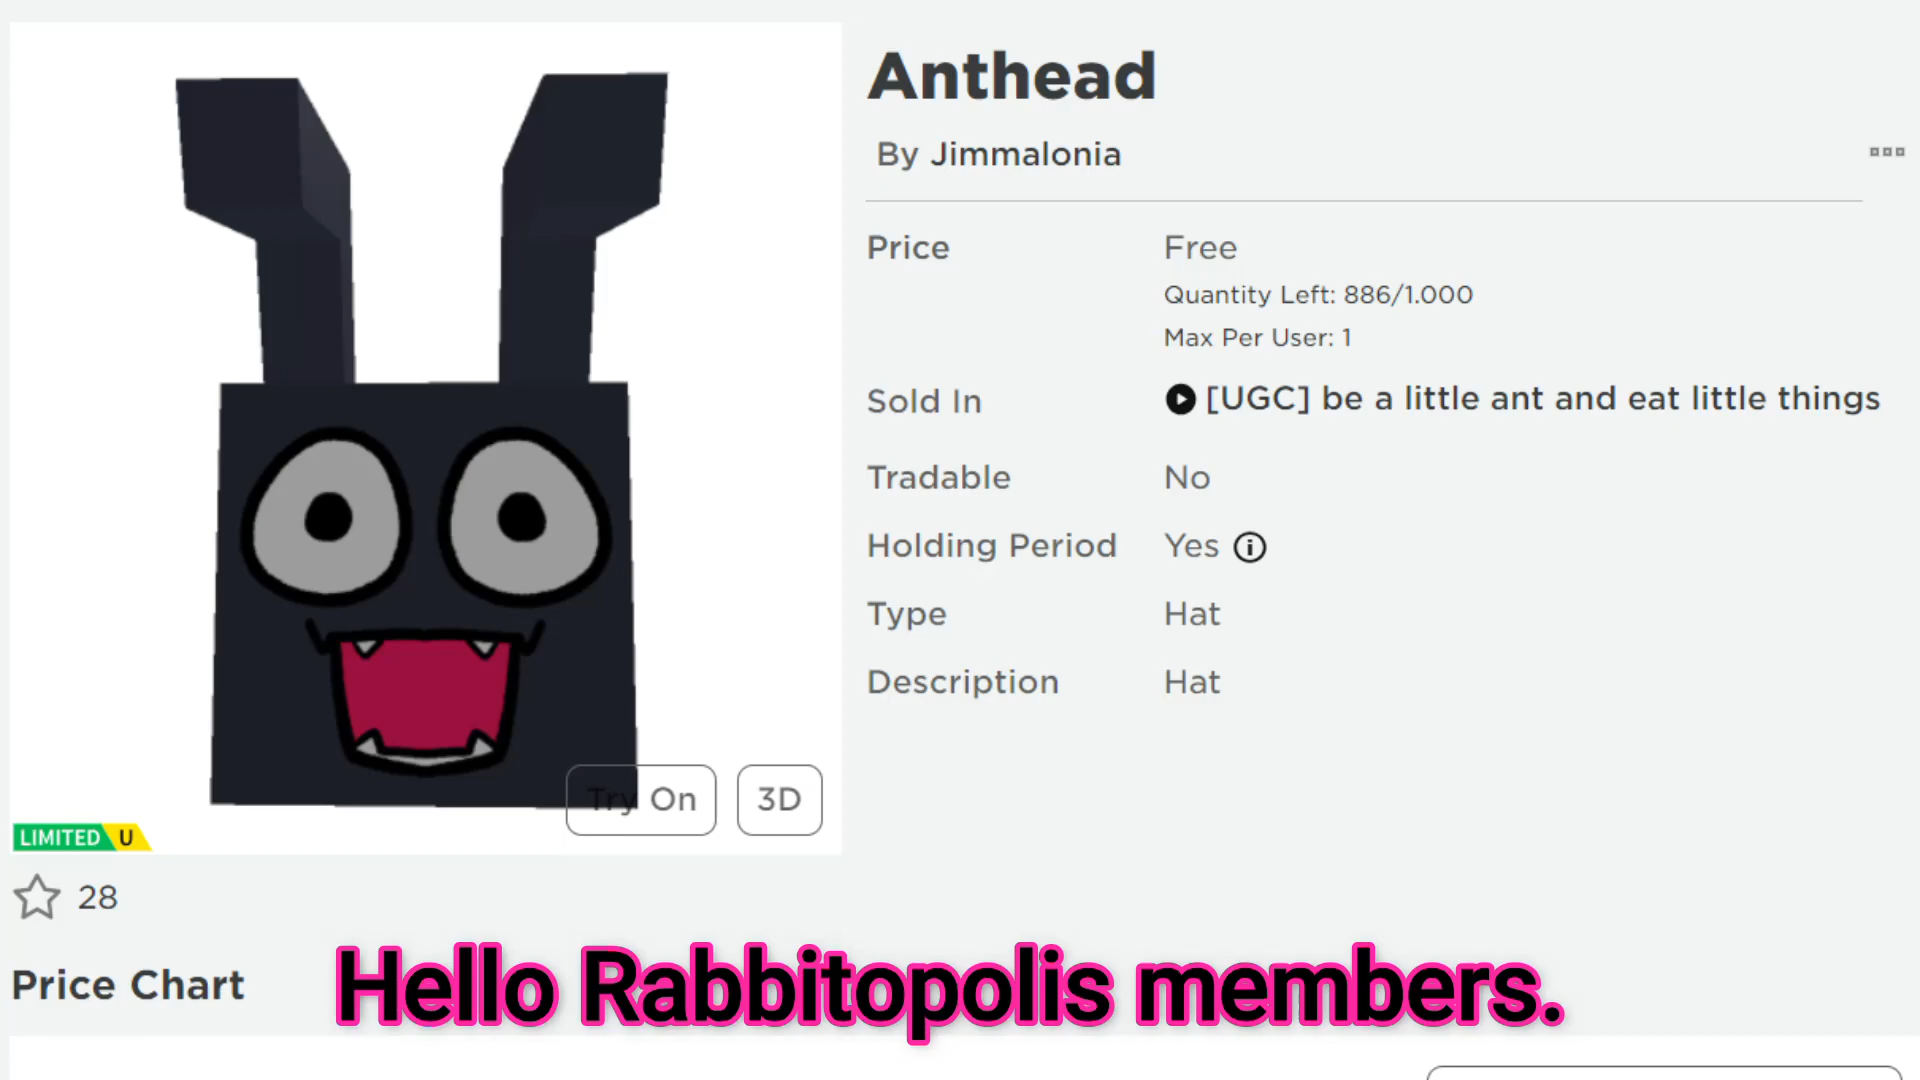 Anthead
By Jimmalonia
Price Free
Quantity Left: 886/1.000
Max Per User: 1
Sold In [UGC] be a little ant and eat little things
Tradable No
Holding Period Yes
Type Hat
Description Hat
Try On 3D
LIMITED U
28
Price Chart
Hello Rabbitopolis members.